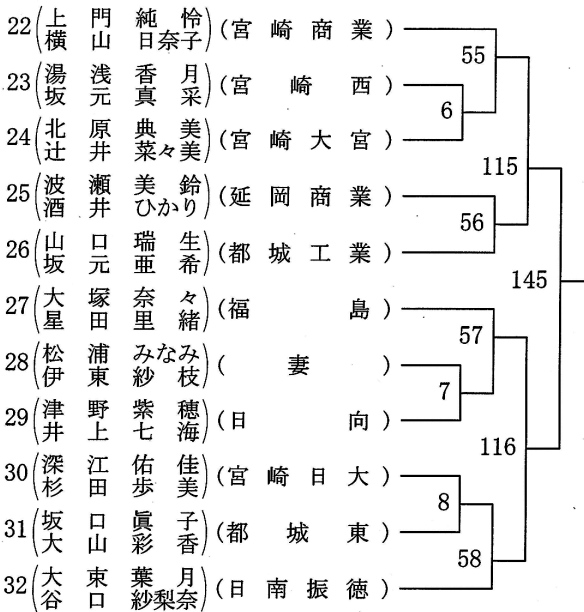 22 (上門純怜 (宮崎商業)
横山日奈子)
55
23 (湯浅香月 (宮崎西)
坂元真采)
6
24 (北原典美 (宮崎大宮)
辻井菜々美)
115
25 (波瀬美鈴 (延岡商業)
酒井ひかり)
56
26 (山口瑞生 (都城工業)
坂元亜希)
145
27 (大塚奈々 (福島)
星田里緒)
57
28 (松浦みなみ (妻)
伊東紗枝)
7
29 (津野紫穂 (日向)
井上七海)
116
30 (深江佑佳 (宮崎日大)
杉田歩美)
8
31 (坂口眞子 (都城東)
大山彩香)
58
32 (大束葉月 (日南振徳)
谷口紗梨奈)